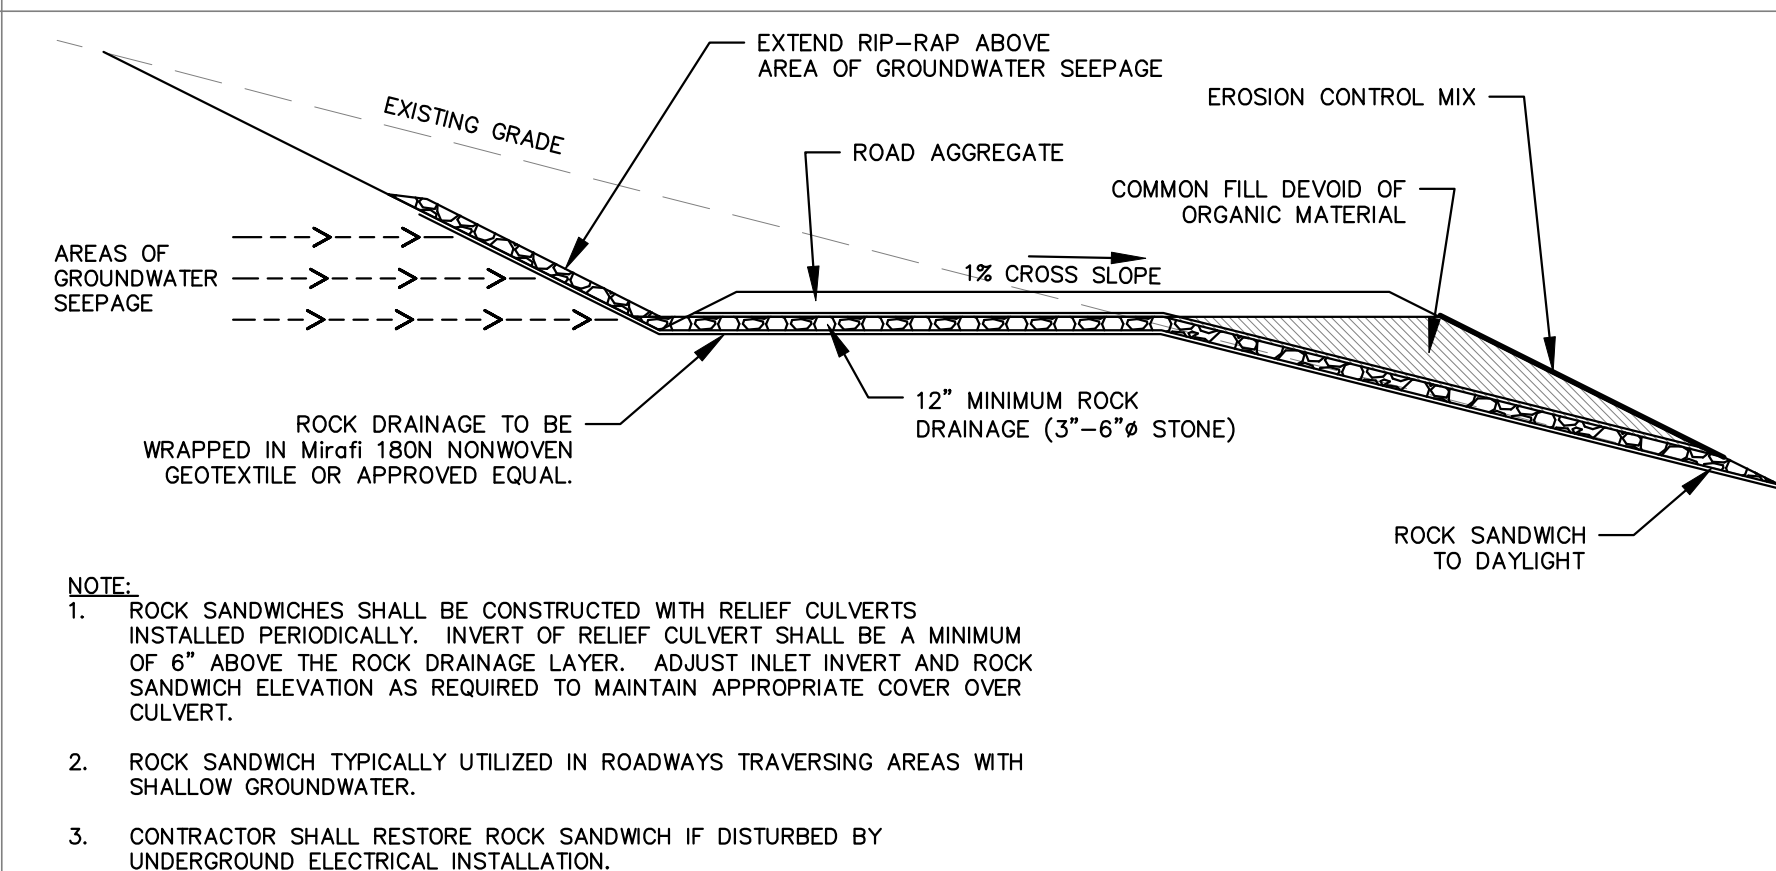 EXTEND RIP-RAP ABOVE
AREA OF GROUNDWATER SEEPAGE
EROSION CONTROL MIX
EXISTING GRADE
ROAD AGGREGATE
COMMON FILL DEVOID OF
ORGANIC MATERIAL
AREAS OF
GROUNDWATER
SEEPAGE
1% CROSS SLOPE
12” MINIMUM ROCK
DRAINAGE (3”-6”ø STONE)
ROCK DRAINAGE TO BE
WRAPPED IN Mirafi 180N NONWOVEN
GEOTEXTILE OR APPROVED EQUAL.
ROCK SANDWICH
TO DAYLIGHT
NOTE:
1. ROCK SANDWICHES SHALL BE CONSTRUCTED WITH RELIEF CULVERTS
INSTALLED PERIODICALLY. INVERT OF RELIEF CULVERT SHALL BE A MINIMUM
OF 6” ABOVE THE ROCK DRAINAGE LAYER. ADJUST INLET INVERT AND ROCK
SANDWICH ELEVATION AS REQUIRED TO MAINTAIN APPROPRIATE COVER OVER
CULVERT.
2. ROCK SANDWICH TYPICALLY UTILIZED IN ROADWAYS TRAVERSING AREAS WITH
SHALLOW GROUNDWATER.
3. CONTRACTOR SHALL RESTORE ROCK SANDWICH IF DISTURBED BY
UNDERGROUND ELECTRICAL INSTALLATION.